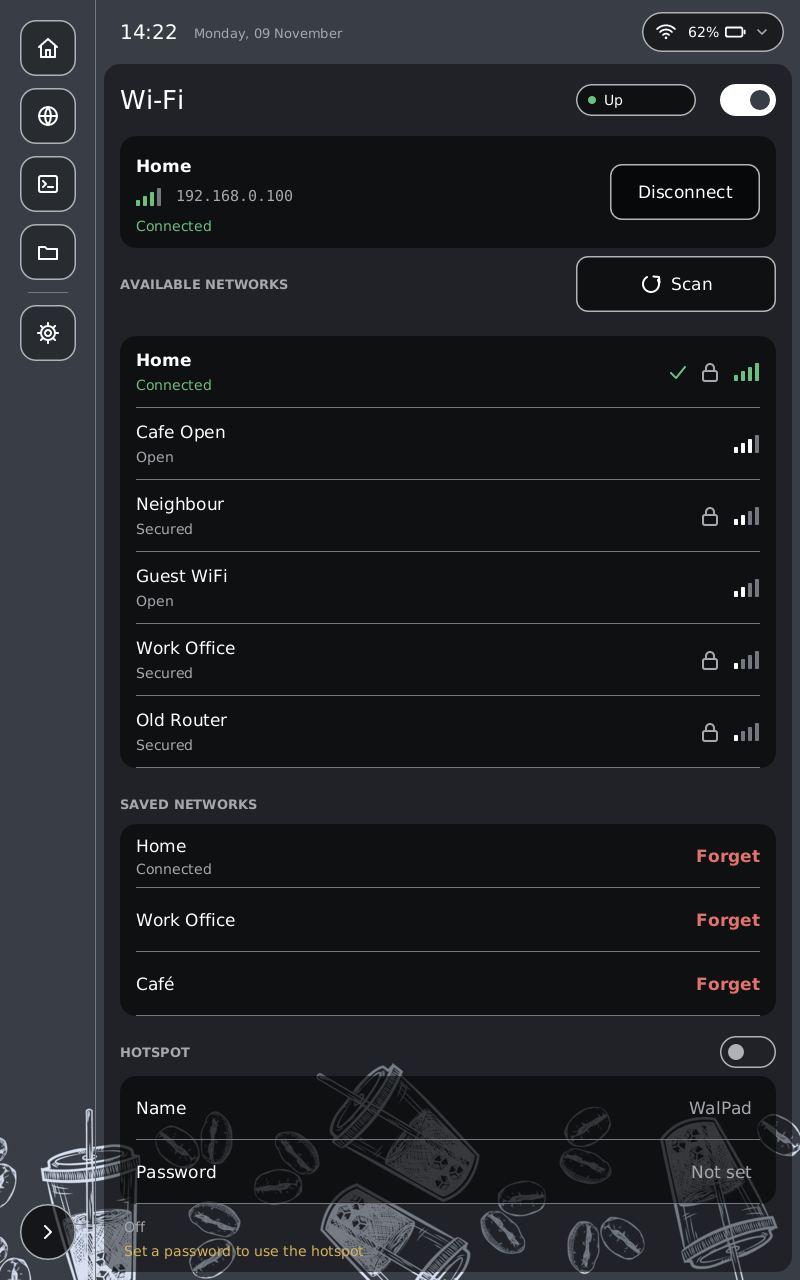 14:22 Monday, 09 November 62%
Wi-Fi Up
Home
192.168.0.100
Connected
Disconnect
AVAILABLE NETWORKS Scan
Home
Connected
Cafe Open
Open
Neighbour
Secured
Guest WiFi
Open
Work Office
Secured
Old Router
Secured
SAVED NETWORKS
Home
Connected
Forget
Work Office Forget
Café Forget
HOTSPOT
Name WalPad
Password Not set
Off
Set a password to use the hotspot